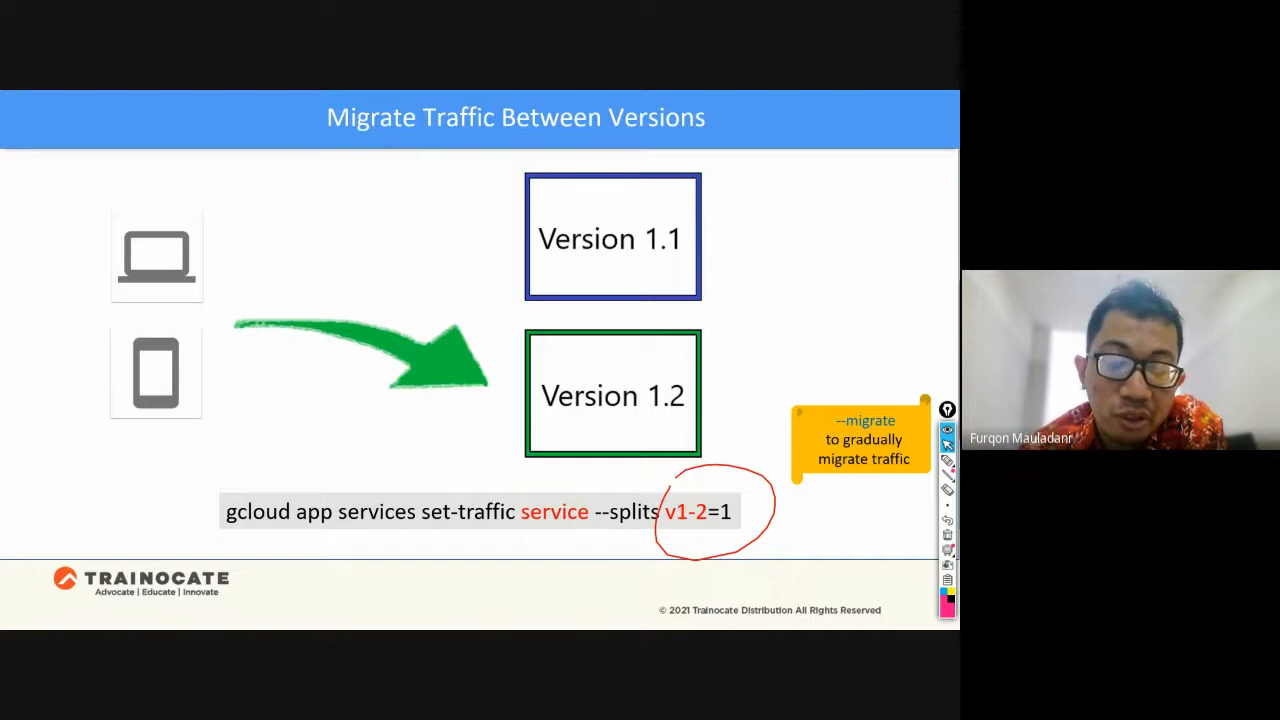 Migrate Traffic Between Versions
Version 1.1
Version 1.2
--migrate
to gradually
migrate traffic
gcloud app services set-traffic service --splits v1-2=1
TRAINOCATE
Advocate | Educate | Innovate
© 2021 Trainocate Distribution All Rights Reserved
Furqon Mauladanr